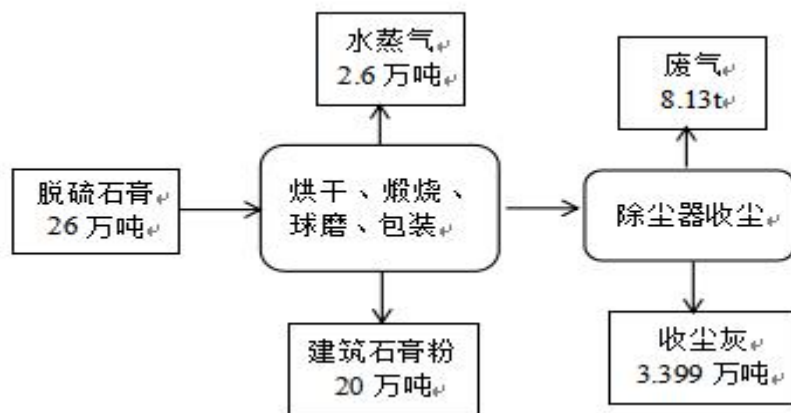 水蒸气
2.6 万吨
废气
8.13t
脱硫石膏
26 万吨
烘干、煅烧、
球磨、包装
除尘器收尘
建筑石膏粉
20 万吨
收尘灰
3.399 万吨